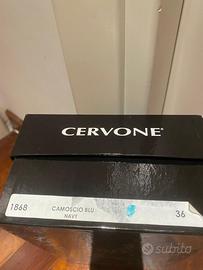 CERVONE®
1868
CAMOSCIO BLU
NAVY
36
subito